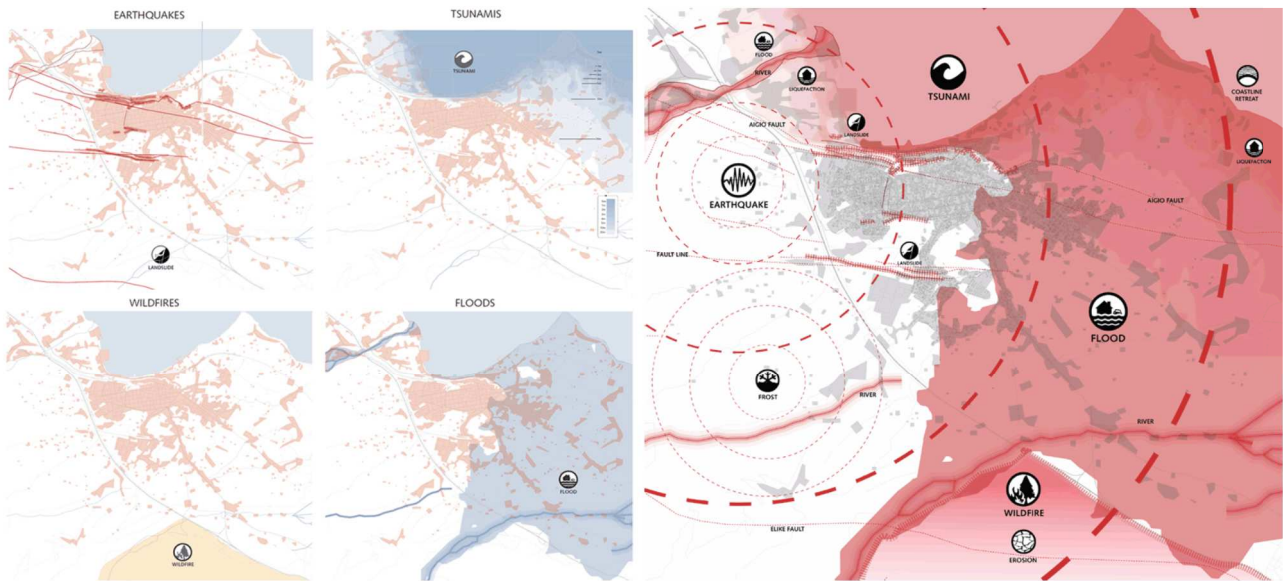 EARTHQUAKES
TSUNAMIS
TSUNAMI
LANDSLIDE
WILDFIRES
FLOODS
WILDFIRE
FLOOD
FLOOD
RIVER
LIQUEFACTION
TSUNAMI
COASTLINE
RETREAT
AIGIO FAULT
LANDSLIDE
LIQUEFACTION
EARTHQUAKE
AIGIO FAULT
FAULT LINE
LANDSLIDE
FLOOD
FROST
RIVER
RIVER
WILDFIRE
ELIKE FAULT
EROSION